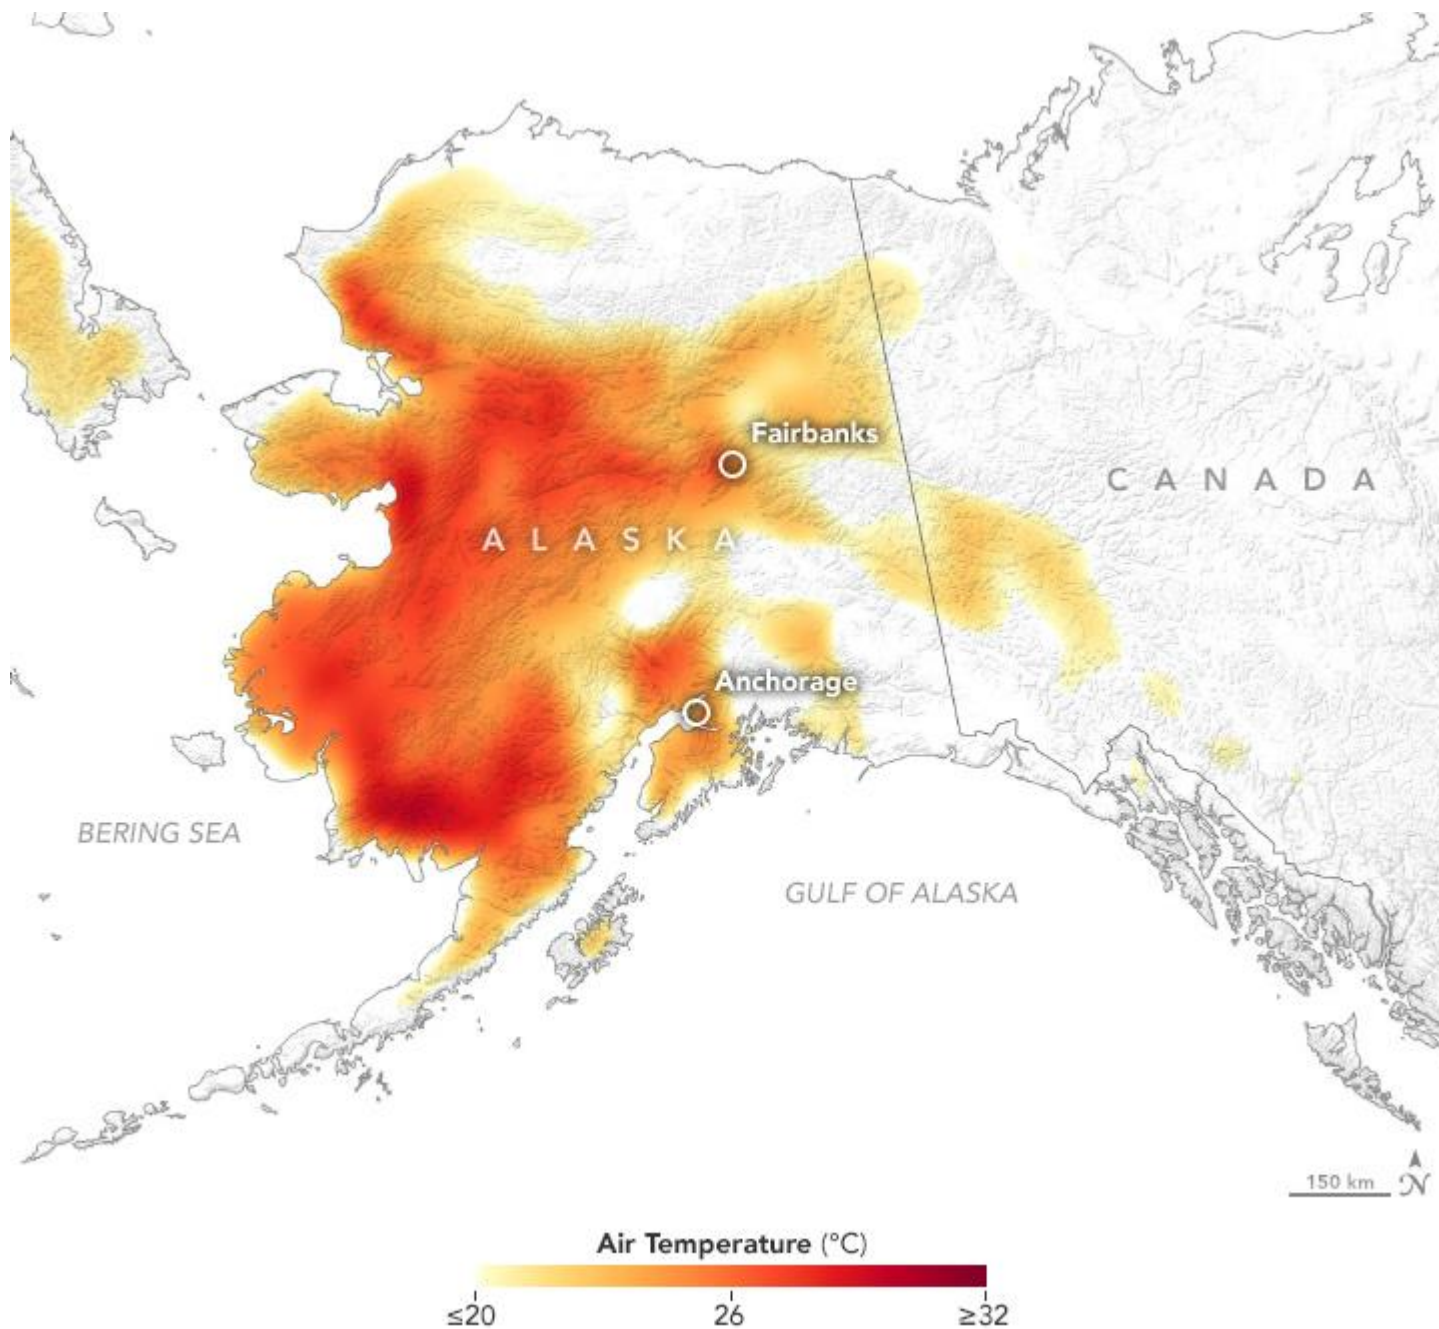 Fairbanks
CANADA
ALASKA
Anchorage
BERING SEA
GULF OF ALASKA
150 km
N
Air Temperature (°C)
≤20 26 ≥32